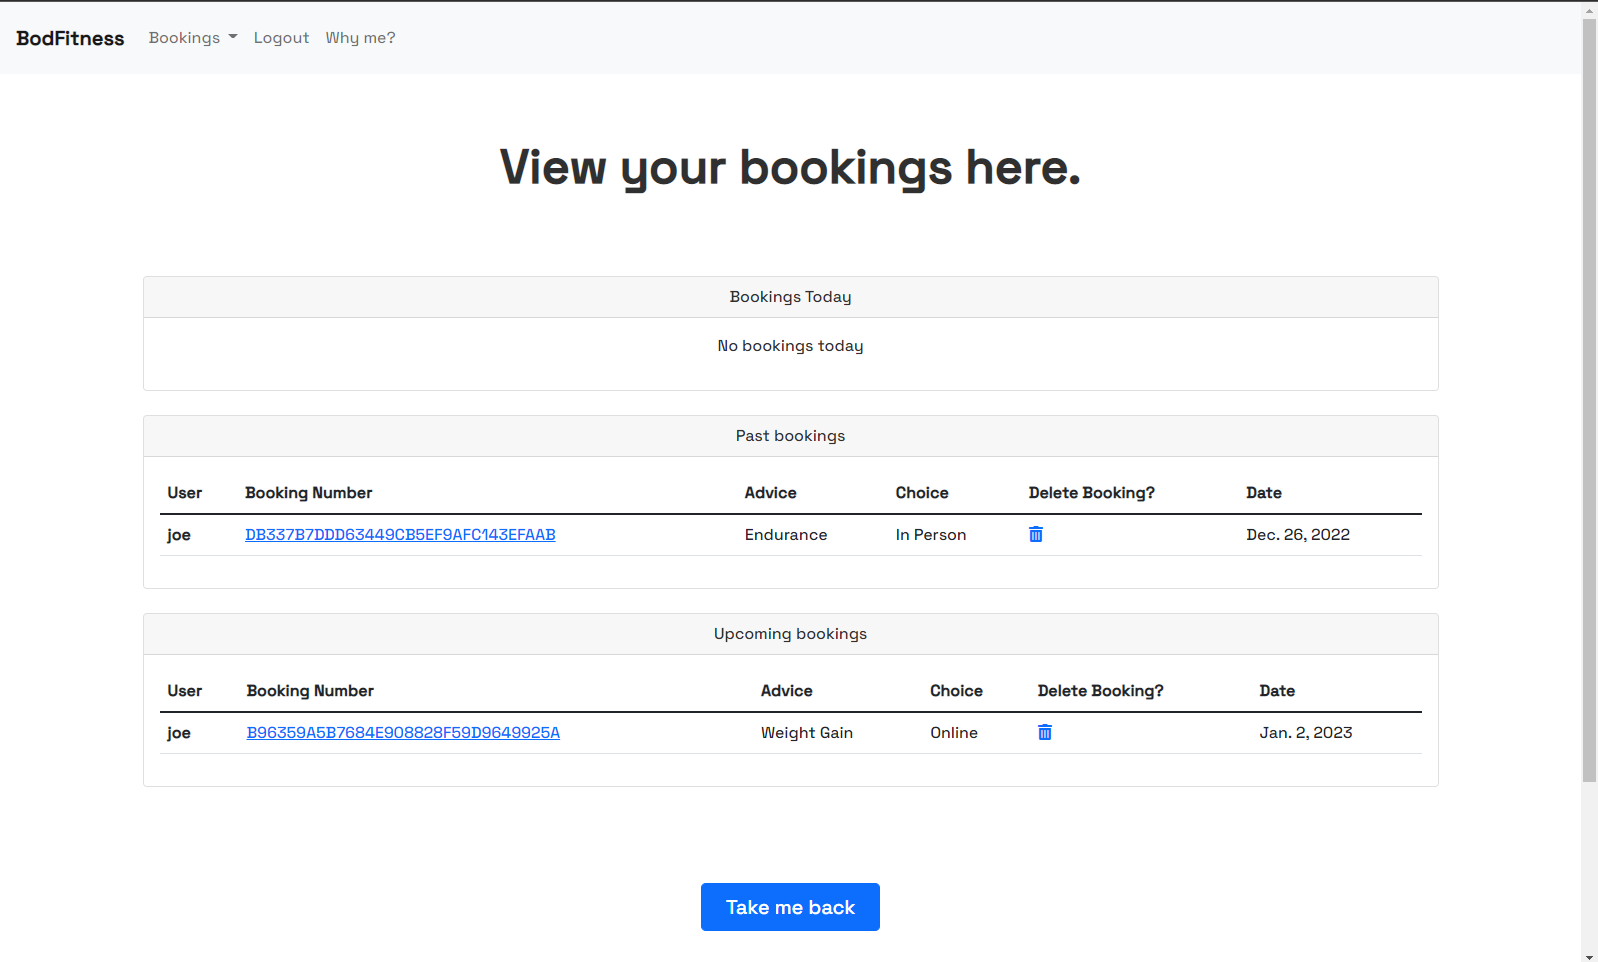 BodFitness Bookings Logout Why me?
View your bookings here.
Bookings Today
No bookings today
Past bookings
User Booking Number Advice Choice Delete Booking? Date
joe DB337B7DDD63449CB5EF9AFC143EFAAB Endurance In Person Dec. 26, 2022
Upcoming bookings
User Booking Number Advice Choice Delete Booking? Date
joe B96359A5B7684E908828F59D9649925A Weight Gain Online Jan. 2, 2023
Take me back